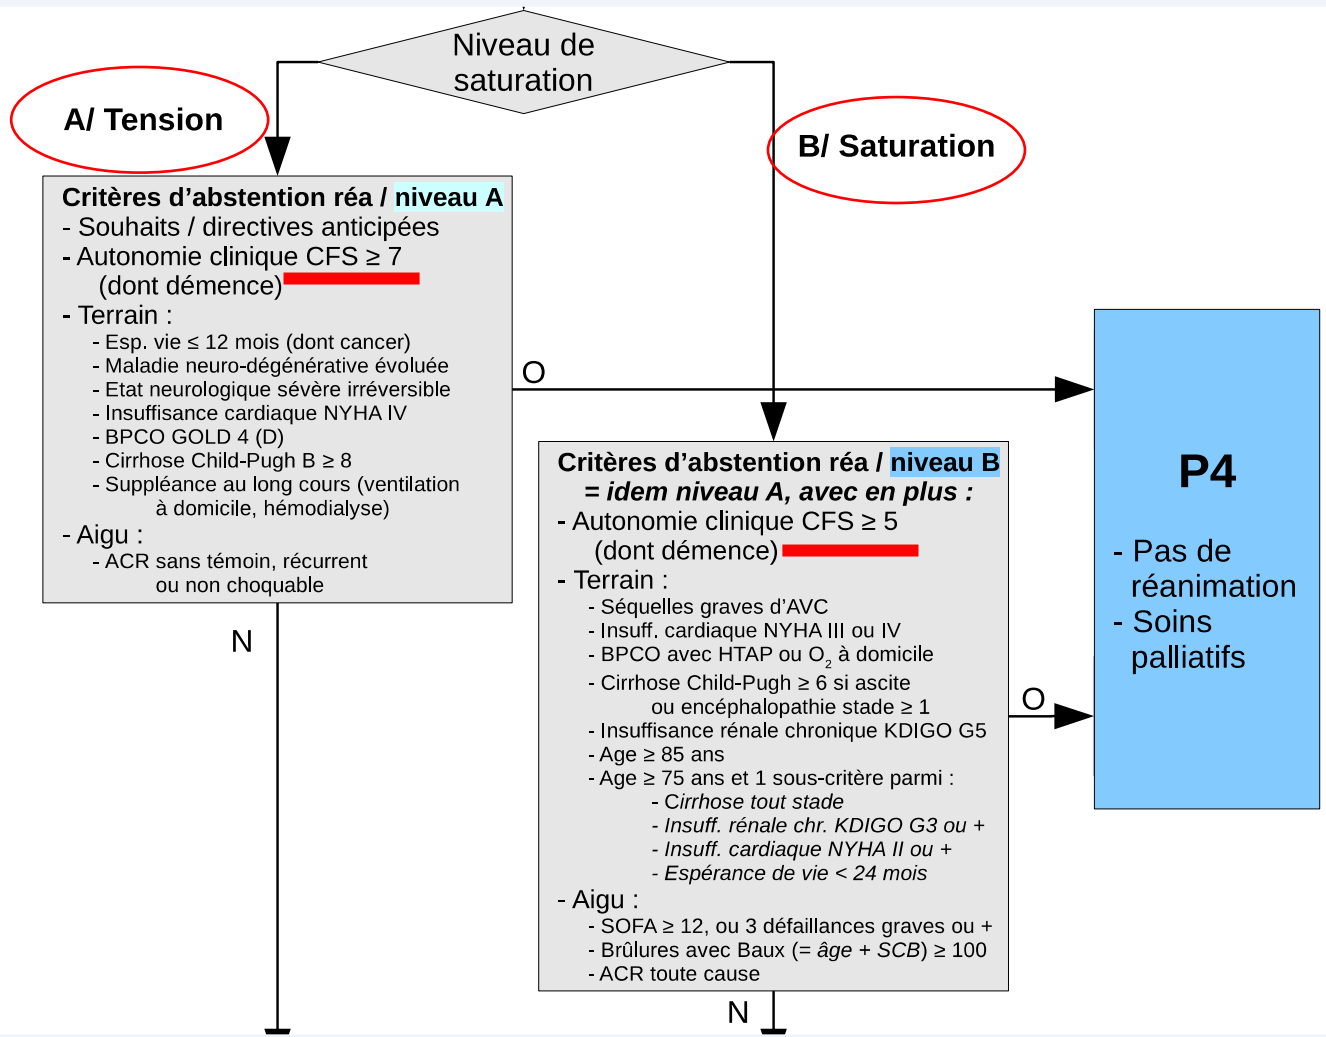 Niveau de
saturation
A/ Tension
B/ Saturation
Critères d'abstention réa / niveau A
- Souhaits / directives anticipées
- Autonomie clinique CFS ≥ 7
(dont démence)
- Terrain :
- Esp. vie ≤ 12 mois (dont cancer)
- Maladie neuro-dégénérative évoluée
- Etat neurologique sévère irréversible
- Insuffisance cardiaque NYHA IV
- BPCO GOLD 4 (D)
- Cirrhose Child-Pugh B ≥ 8
- Suppléance au long cours (ventilation
à domicile, hémodialyse)
- Aigu :
- ACR sans témoin, récurrent
ou non choquable
O
N
Critères d'abstention réa / niveau B
= idem niveau A, avec en plus :
- Autonomie clinique CFS ≥ 5
(dont démence)
- Terrain :
- Séquelles graves d'AVC
- Insuff. cardiaque NYHA III ou IV
- BPCO avec HTAP ou O₂ à domicile
- Cirrhose Child-Pugh ≥ 6 si ascite
ou encéphalopathie stade ≥ 1
- Insuffisance rénale chronique KDIGO G5
- Age ≥ 85 ans
- Age ≥ 75 ans et 1 sous-critère parmi :
- Cirrhose tout stade
- Insuff. rénale chr. KDIGO G3 ou +
- Insuff. cardiaque NYHA II ou +
- Espérance de vie < 24 mois
- Aigu :
- SOFA ≥ 12, ou 3 défaillances graves ou +
- Brûlures avec Baux (= âge + SCB) ≥ 100
- ACR toute cause
O
N
P4
- Pas de
réanimation
- Soins
palliatifs